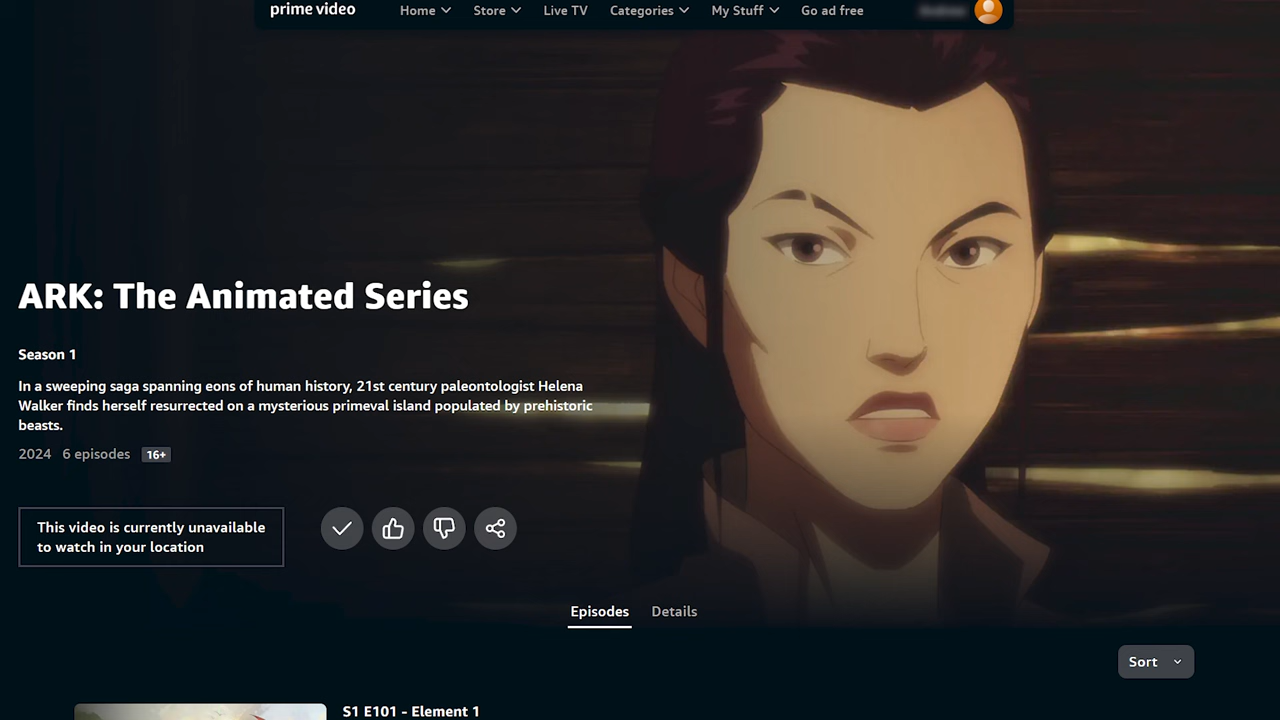 prime video Home Store Live TV Categories My Stuff Go ad free
ARK: The Animated Series
Season 1
In a sweeping saga spanning eons of human history, 21st century paleontologist Helena
Walker finds herself resurrected on a mysterious primeval island populated by prehistoric
beasts.
2024 6 episodes 16+
This video is currently unavailable
to watch in your location
Episodes Details
Sort
S1 E101 - Element 1